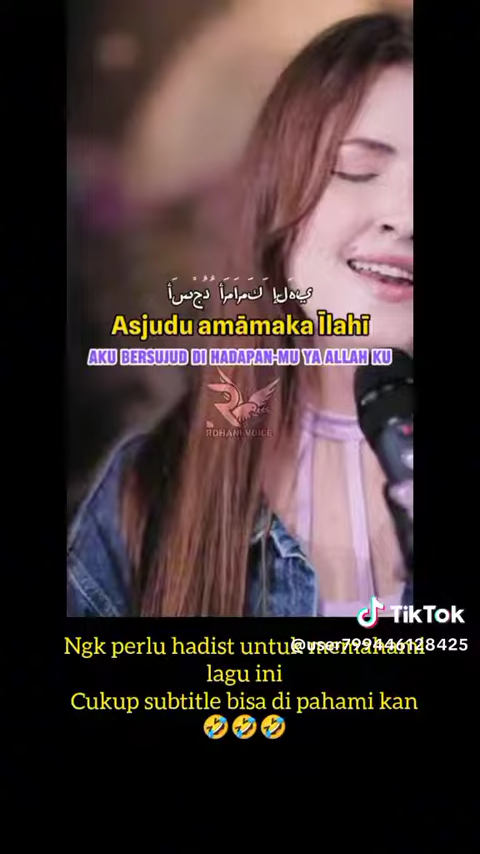 أَسْجُدُ أَمَامَكَ إِلَهِي
Asjudu amāmaka Īlahī
AKU BERSUJUD DI HADAPAN-MU YA ALLAH KU
ROHANI VOICE
TikTok
@user799446128425
Ngk perlu hadist untuk memahami
lagu ini
Cukup subtitle bisa di pahami kan
🤣🤣🤣